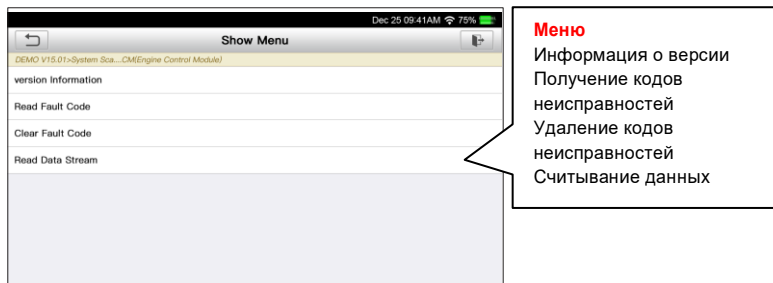 Dec 25 09:41AM 75%
Show Menu
DEMO V15.01>System Sca....CM(Engine Control Module)
version Information
Read Fault Code
Clear Fault Code
Read Data Stream
Меню
Информация о версии
Получение кодов
неисправностей
Удаление кодов
неисправностей
Считывание данных